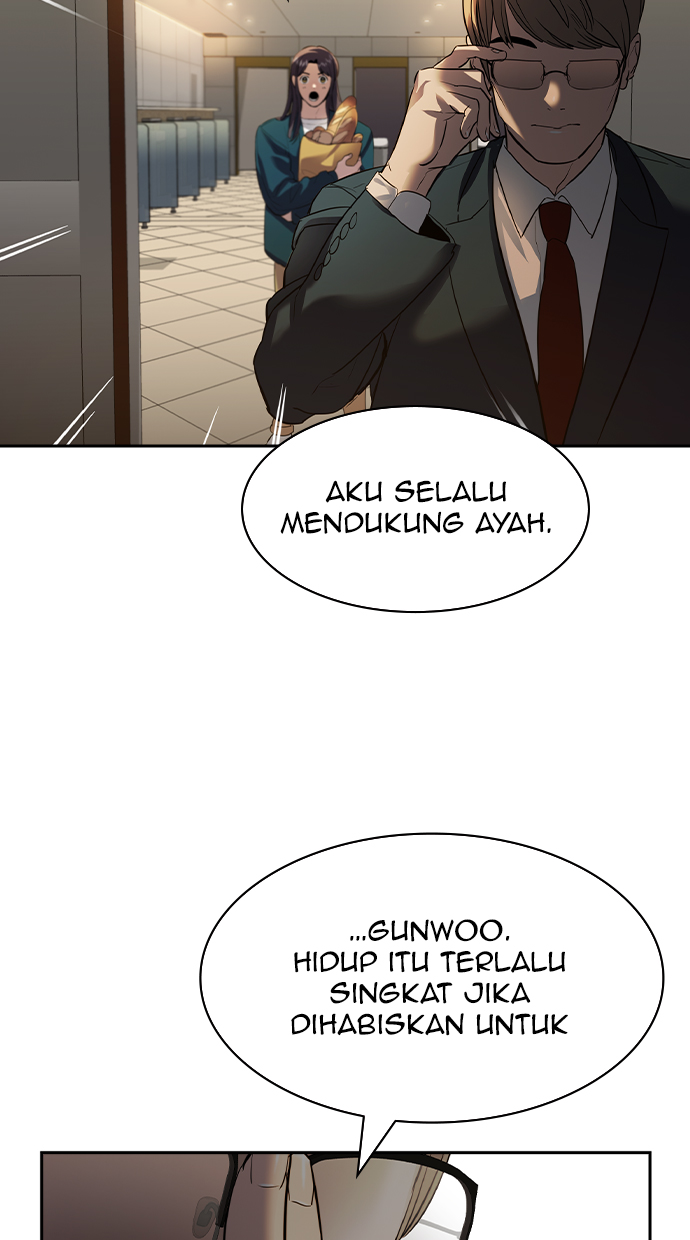 AKU SELALU
MENDUKUNG AYAH.
...GUNWOO.
HIDUP ITU TERLALU
SINGKAT JIKA
DIHABISKAN UNTUK